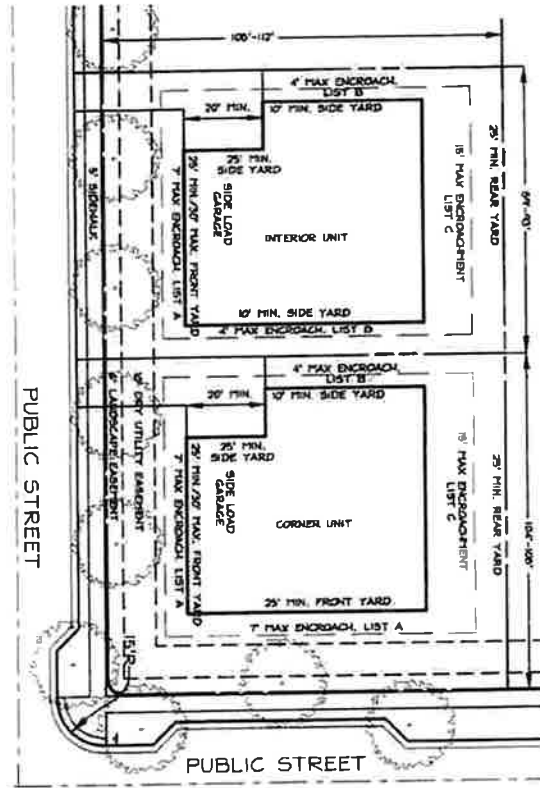 4' MAX ENCROACH.
LIST B
20' MIN.
10' MIN. SIDE YARD
25' MIN.
SIDE YARD
SIDE LOAD
GARAGE
25' MIN/30' MAX. FRONT YARD
7' MAX ENCROACH, LIST A
5' SIDEWALK
INTERIOR UNIT
15' MAX ENCROACHMENT
LIST C
25' MIN. REAR YARD
10' MIN. SIDE YARD
4' MAX ENCROACH, LIST D
4' MAX ENCROACH,
LIST B
20' MIN.
10' MIN. SIDE YARD
25' MIN.
SIDE YARD
SIDE LOAD
GARAGE
25' MIN/30' MAX. FRONT YARD
7' MAX ENCROACH LIST A
DRY UTILITY EASEMENT
LANDSCAPE EASEMENT
CORNER UNIT
15' MAX ENCROACHMENT
LIST C
25' MIN. REAR YARD
25' MIN. FRONT YARD
7' MAX ENCROACH, LIST A
15'R
PUBLIC STREET
PUBLIC STREET